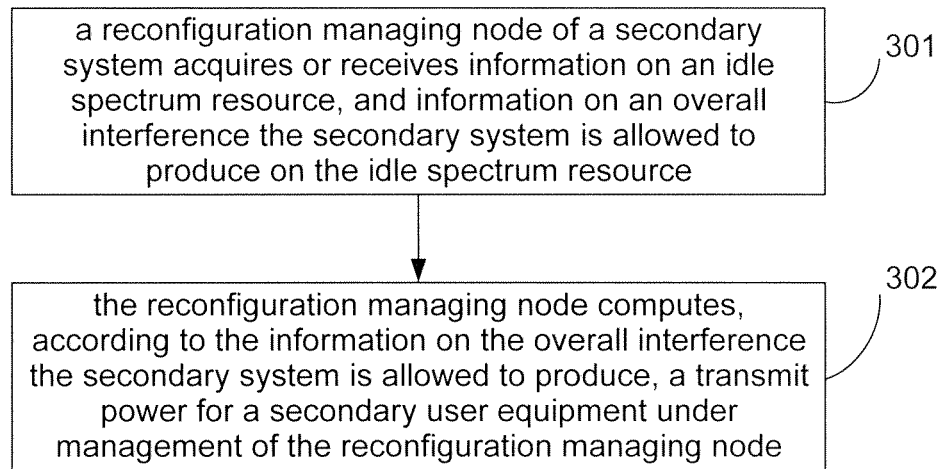 a reconfiguration managing node of a secondary
system acquires or receives information on an idle
spectrum resource, and information on an overall
interference the secondary system is allowed to
produce on the idle spectrum resource
301
the reconfiguration managing node computes,
according to the information on the overall interference
the secondary system is allowed to produce, a transmit
power for a secondary user equipment under
management of the reconfiguration managing node
302